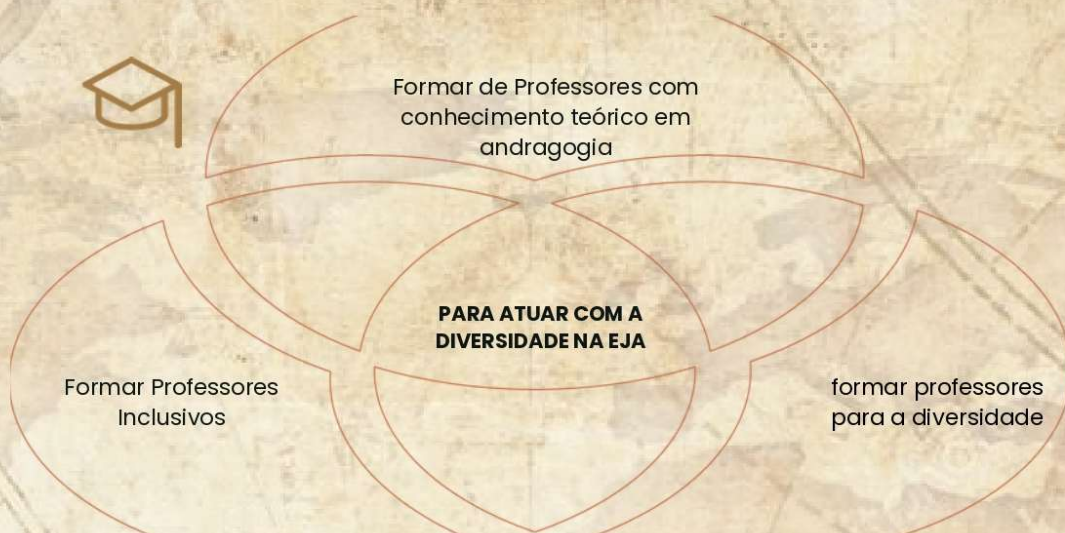 Formar de Professores com
conhecimento teórico em
andragogia
PARA ATUAR COM A
DIVERSIDADE NA EJA
Formar Professores
Inclusivos
formar professores
para a diversidade